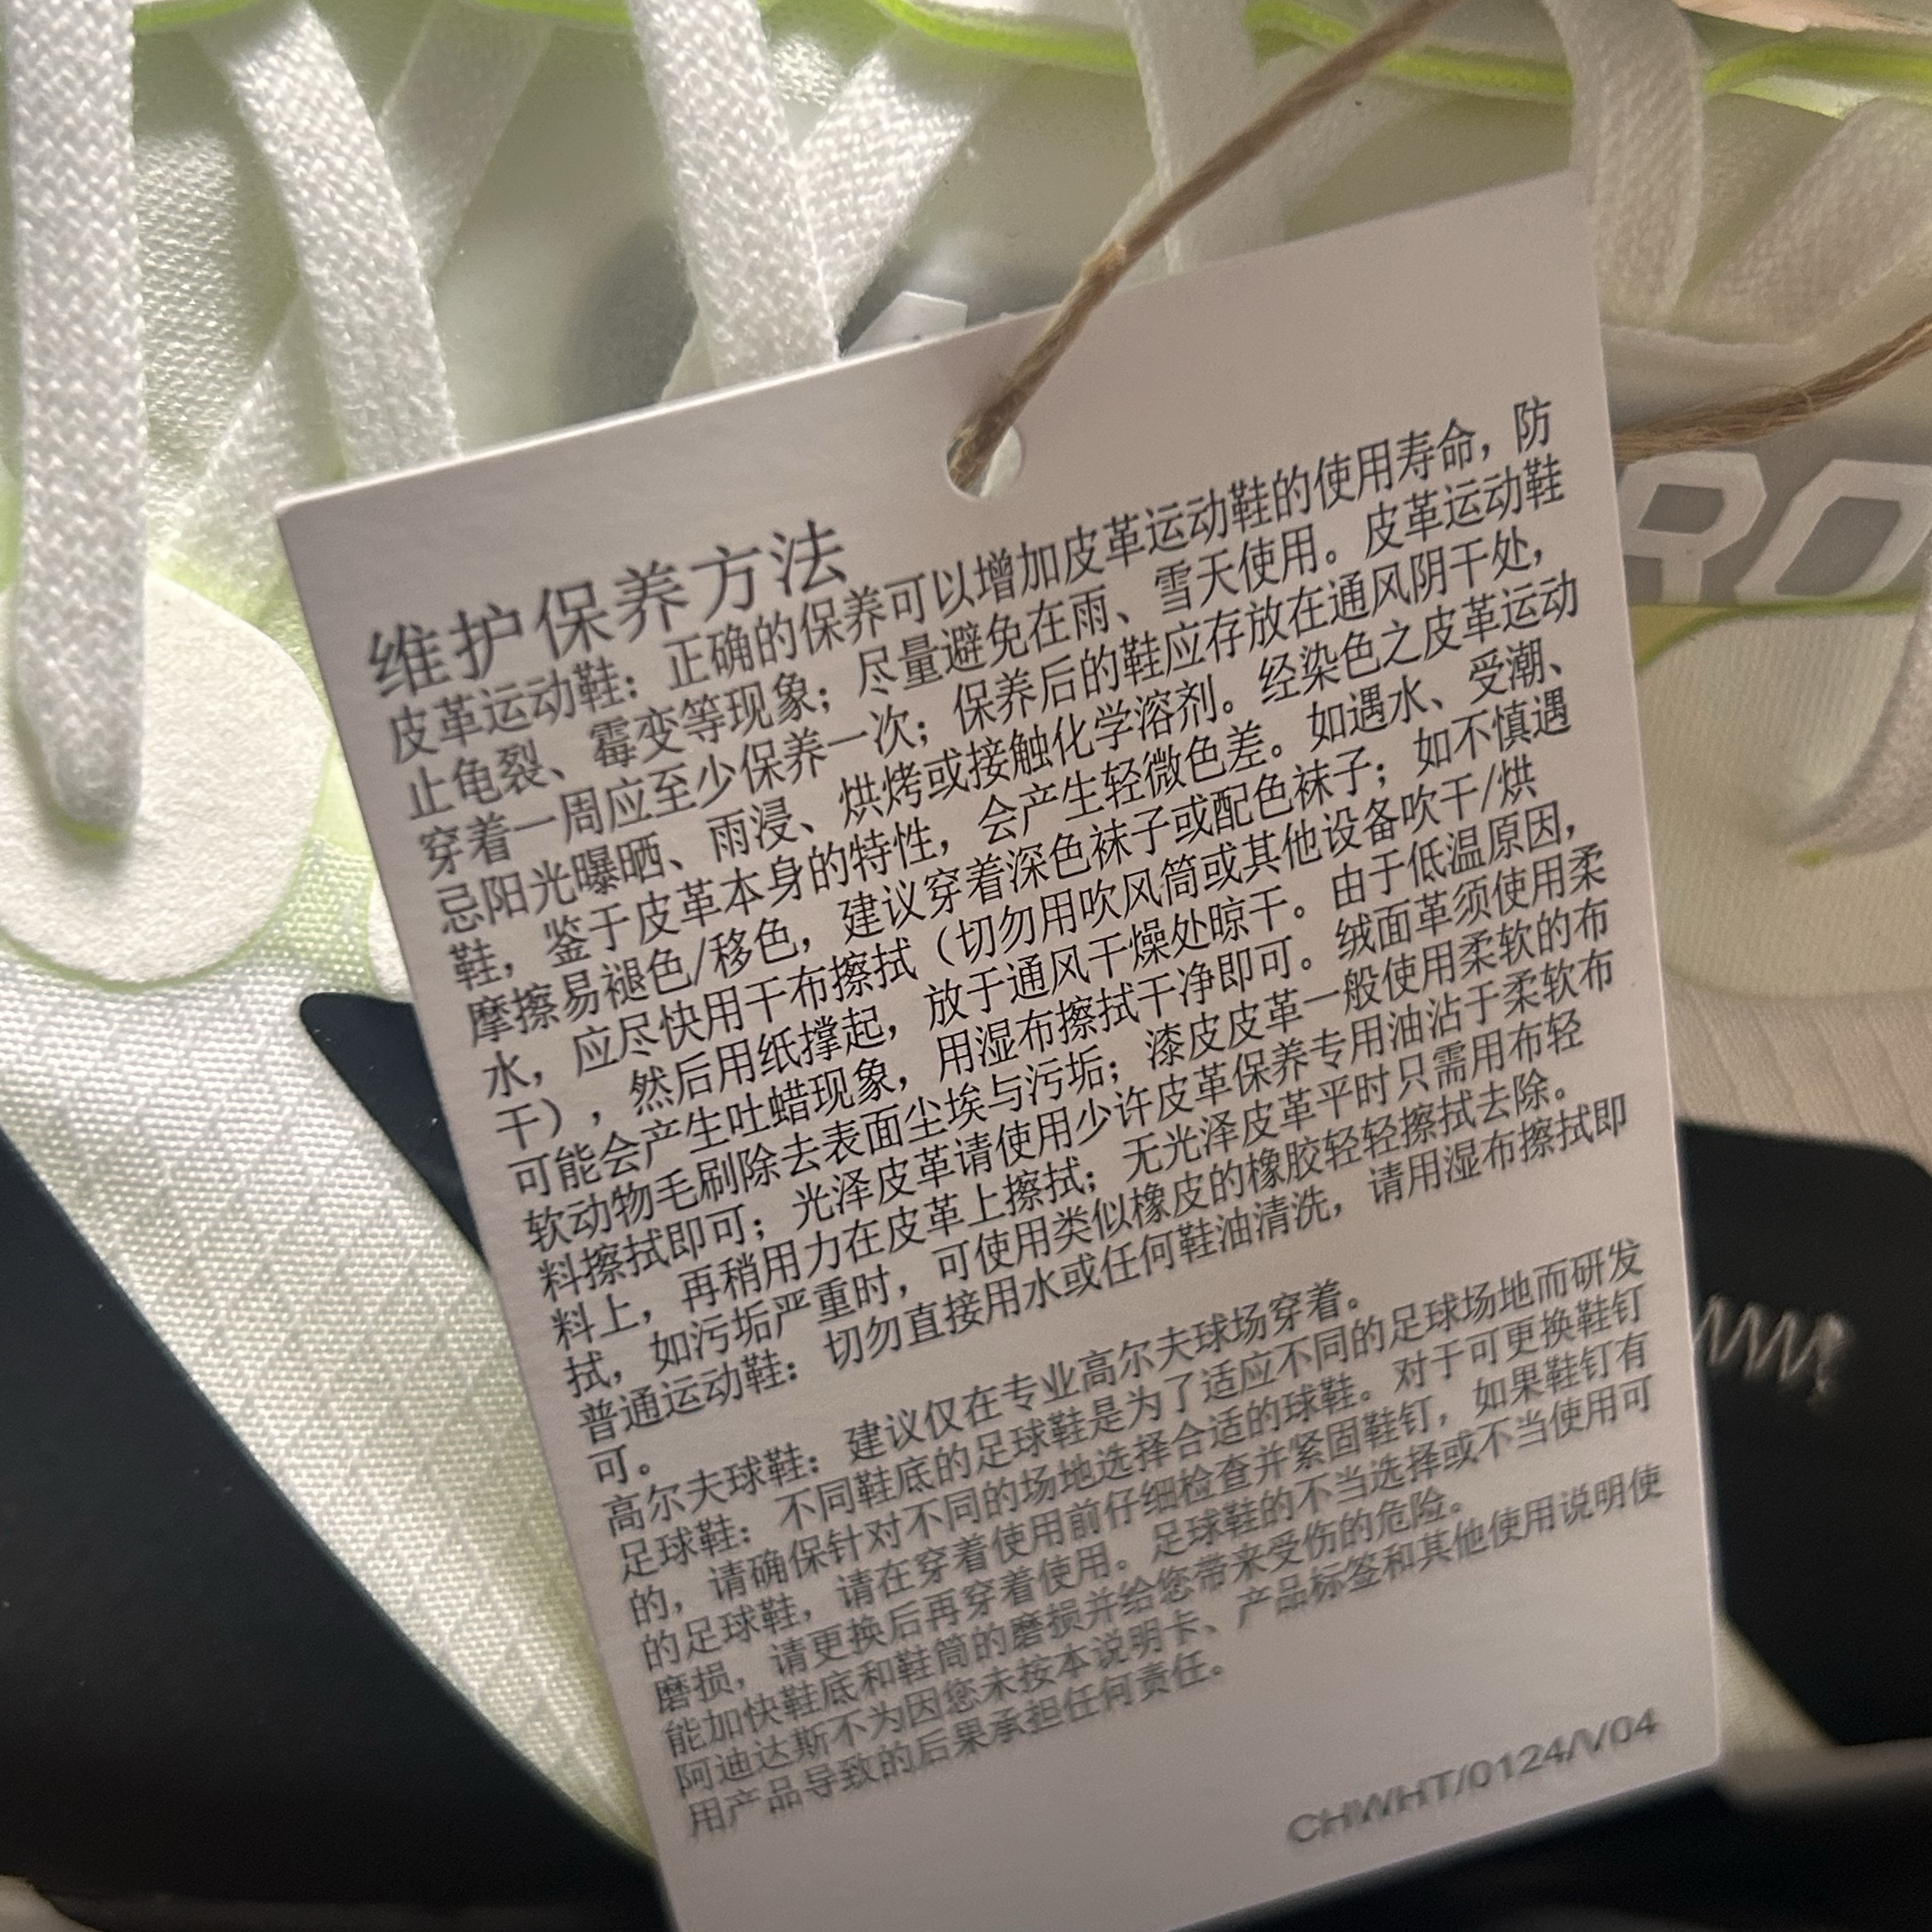 维护保养方法
皮革运动鞋：正确的保养可以增加皮革运动鞋的使用寿命，防
止龟裂、霉变等现象；尽量避免在雨、雪天使用。皮革运动鞋
穿着一周应至少保养一次；保养后的鞋应存放在通风阴干处，
忌阳光曝晒、雨浸、烘烤或接触化学溶剂。经染色之皮革运动
鞋，鉴于皮革本身的特性，会产生轻微色差。如遇水、受潮、
摩擦易褪色/移色，建议穿着深色袜子或配色袜子；如不慎遇
水，应尽快用干布擦拭（切勿用吹风筒或其他设备吹干/烘
干），然后用纸撑起，放于通风干燥处晾干。由于低温原因，
可能会产生吐蜡现象，用湿布擦拭干净即可。绒面革须使用柔
软动物毛刷除去表面尘埃与污垢；漆皮皮革一般使用柔软的布
料擦拭即可；光泽皮革请使用少许皮革保养专用油沾于柔软布
料上，再稍用力在皮革上擦拭；无光泽皮革平时只需用布轻
拭，如污垢严重时，可使用类似橡皮的橡胶轻轻擦拭去除。
普通运动鞋：切勿直接用水或任何鞋油清洗，请用湿布擦拭即
可。
高尔夫球鞋：建议仅在专业高尔夫球场穿着。
足球鞋：不同鞋底的足球鞋是为了适应不同的足球场地而研发
的，请确保针对不同的场地选择合适的球鞋。对于可更换鞋钉
的足球鞋，请在穿着使用前仔细检查并紧固鞋钉，如果鞋钉有
磨损，请更换后再穿着使用。足球鞋的不当选择或不当使用可
能加快鞋底和鞋筒的磨损并给您带来受伤的危险。
阿迪达斯不为因您未按本说明卡、产品标签和其他使用说明使
用产品导致的后果承担任何责任。
CHWHT/0124/V04
RO